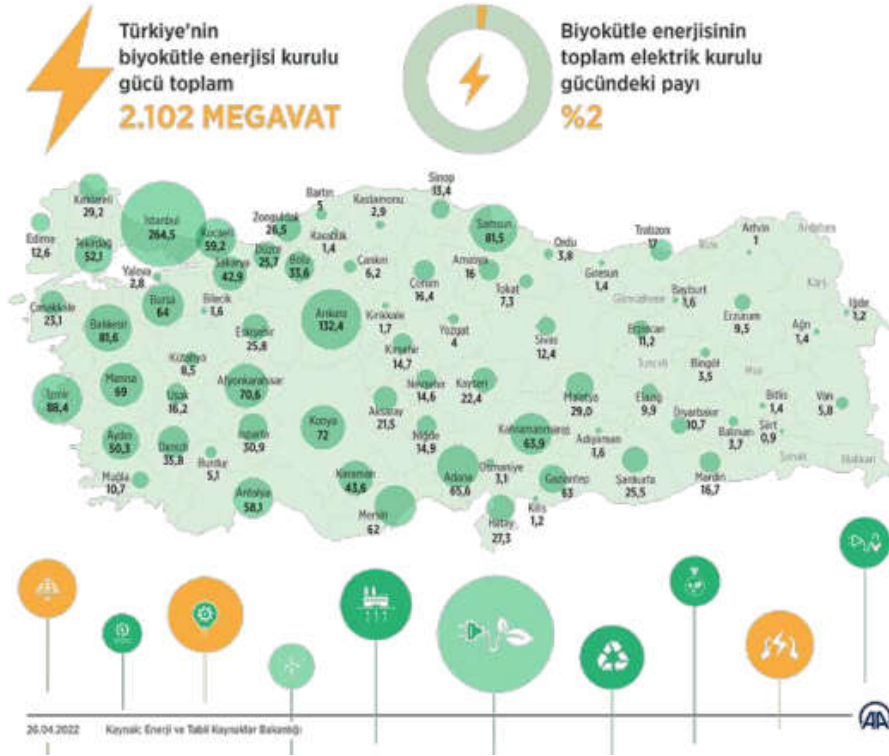 Türkiye'nin
biyokütle enerjisi kurulu
gücü toplam
2.102 MEGAVAT
Biyokütle enerjisinin
toplam elektrik kurulu
gücündeki payı
%2
Kırklareli
29,2
Edirne
12,6
Tekirdağ
52,1
İstanbul
264,5
Kocaeli
59,2
Yalova
2,8
Sakarya
42,9
Düzce
25,7
Zonguldak
26,5
Bolu
33,6
Bartın
5
Karabük
1,4
Kastamonu
2,9
Çankırı
6,2
Sinop
13,4
Samsun
81,5
Amasya
16
Çorum
16,4
Tokat
7,3
Ordu
3,8
Giresun
1,4
Trabzon
17
Rize
Artvin
1
Ardahan
Kars
Gümüşhane
Bayburt
1,6
Erzurum
9,5
Iğdır
1,2
Ağrı
1,4
Çanakkale
23,1
Balıkesir
81,6
Bursa
64
Bilecik
1,6
Eskişehir
25,8
Ankara
132,4
Kırıkkale
1,7
Yozgat
4
Kırşehir
14,7
Sivas
12,4
Erzincan
11,2
Tunceli
Bingöl
3,5
Muş
Bitlis
1,4
Van
5,8
Kütahya
8,5
Manisa
69
İzmir
88,4
Uşak
16,2
Afyonkarahisar
70,6
Konya
72
Aksaray
21,5
Nevşehir
14,6
Kayseri
22,4
Niğde
14,9
Malatya
29,0
Elazığ
9,9
Diyarbakır
10,7
Batman
3,7
Siirt
0,9
Şırnak
Hakkari
Aydın
50,3
Denizli
35,8
Muğla
10,7
Burdur
5,1
Isparta
30,9
Antalya
58,1
Karaman
43,6
Mersin
62
Adana
65,6
Osmaniye
3,1
Kahramanmaraş
63,9
Adıyaman
1,6
Gaziantep
63
Hatay
27,3
Kilis
1,2
Şanlıurfa
25,5
Mardin
16,7
26.04.2022 Kaynak: Enerji ve Tabii Kaynaklar Bakanlığı
AA